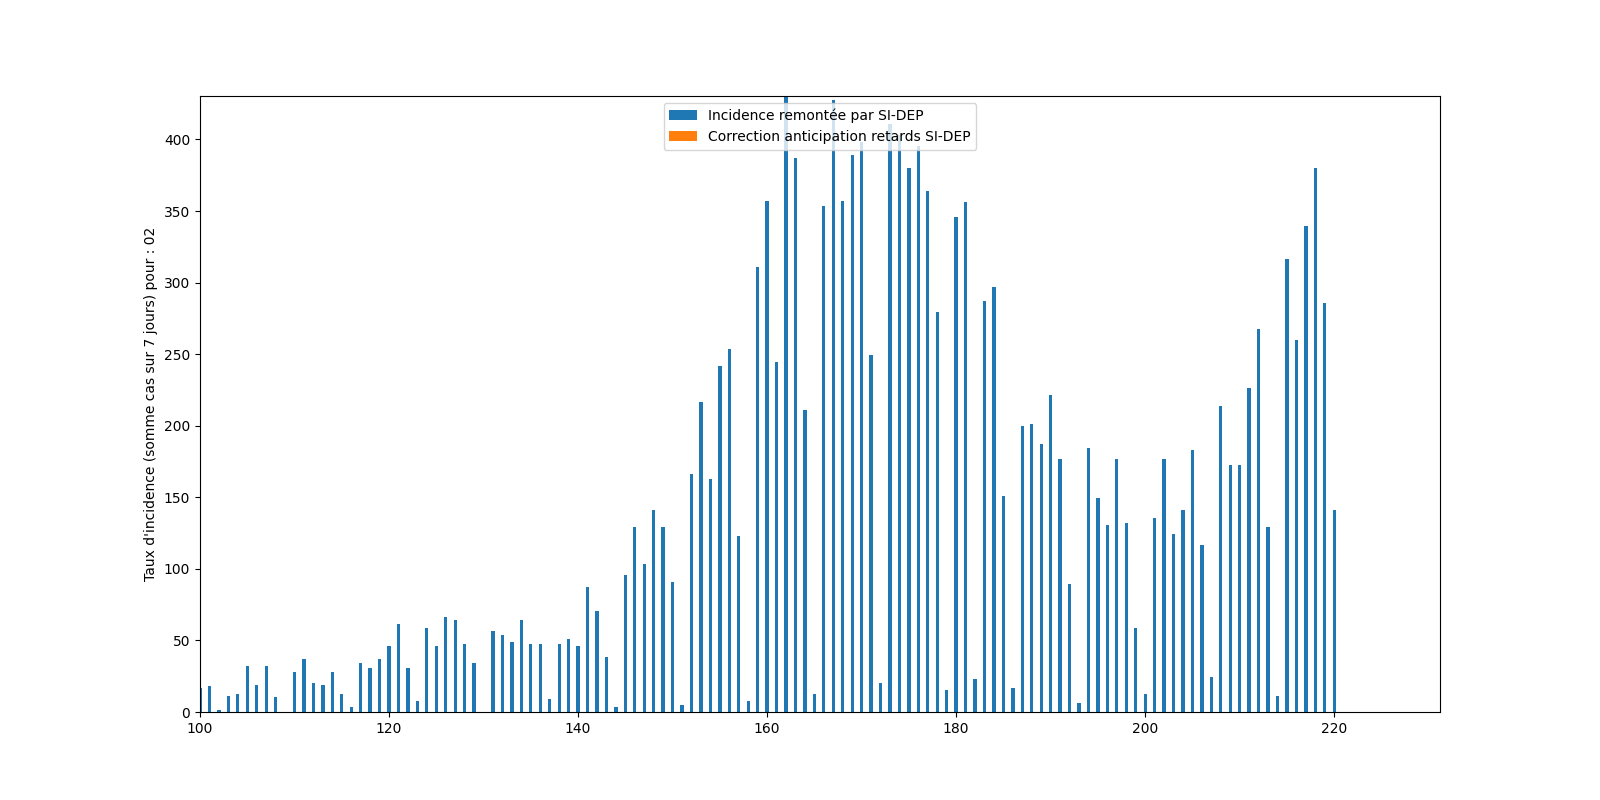 Incidence remontée par SI-DEP
Correction anticipation retards SI-DEP
Taux d'incidence (somme cas sur 7 jours) pour : 02
400
350
300
250
200
150
100
50
0
100 120 140 160 180 200 220